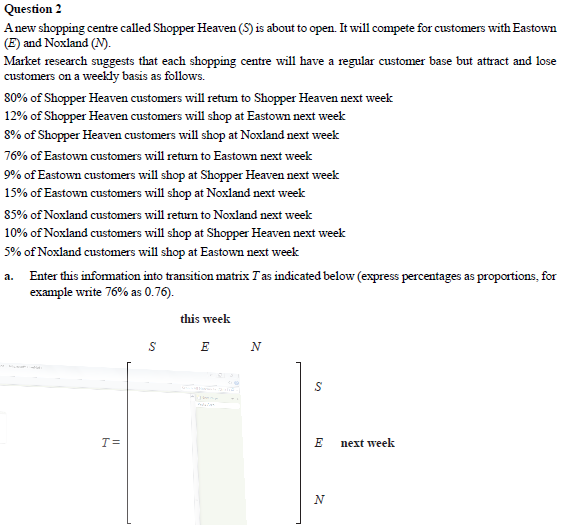 Question 2
A new shopping centre called Shopper Heaven (S) is about to open. It will compete for customers with Eastown
(E) and Noxland (N).
Market research suggests that each shopping centre will have a regular customer base but attract and lose
customers on a weekly basis as follows.
80% of Shopper Heaven customers will return to Shopper Heaven next week
12% of Shopper Heaven customers will shop at Eastown next week
8% of Shopper Heaven customers will shop at Noxland next week
76% of Eastown customers will return to Eastown next week
9% of Eastown customers will shop at Shopper Heaven next week
15% of Eastown customers will shop at Noxland next week
85% of Noxland customers will return to Noxland next week
10% of Noxland customers will shop at Shopper Heaven next week
5% of Noxland customers will shop at Eastown next week
a. Enter this information into transition matrix T as indicated below (express percentages as proportions, for
example write 76% as 0.76).
this week
S E N
S
T = E next week
N